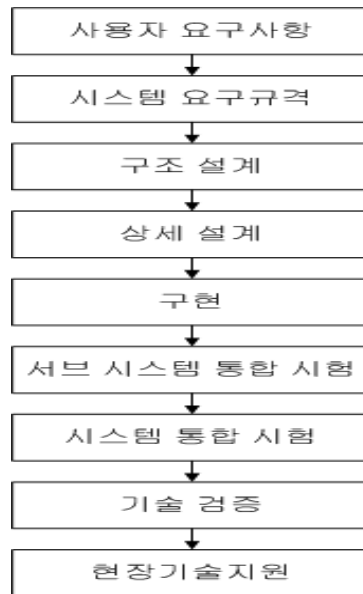 사용자 요구사항
시스템 요구규격
구조 설계
상세 설계
구현
서브 시스템 통합 시험
시스템 통합 시험
기술 검증
현장기술지원